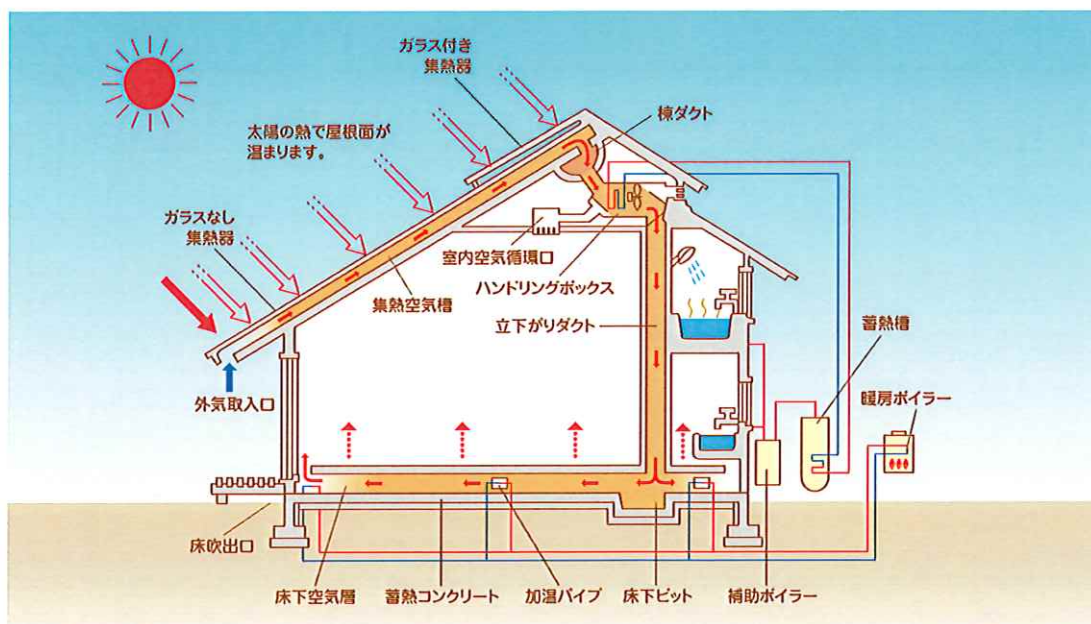 ガラス付き
集熱器
棟ダクト
太陽の熱で屋根面が
温まります。
ガラスなし
集熱器
室内空気循環口
ハンドリングボックス
集熱空気槽
立下がりダクト
蓄熱槽
外気取入口
暖房ボイラー
床吹出口
床下空気層
蓄熱コンクリート
加温パイプ
床下ピット
補助ボイラー